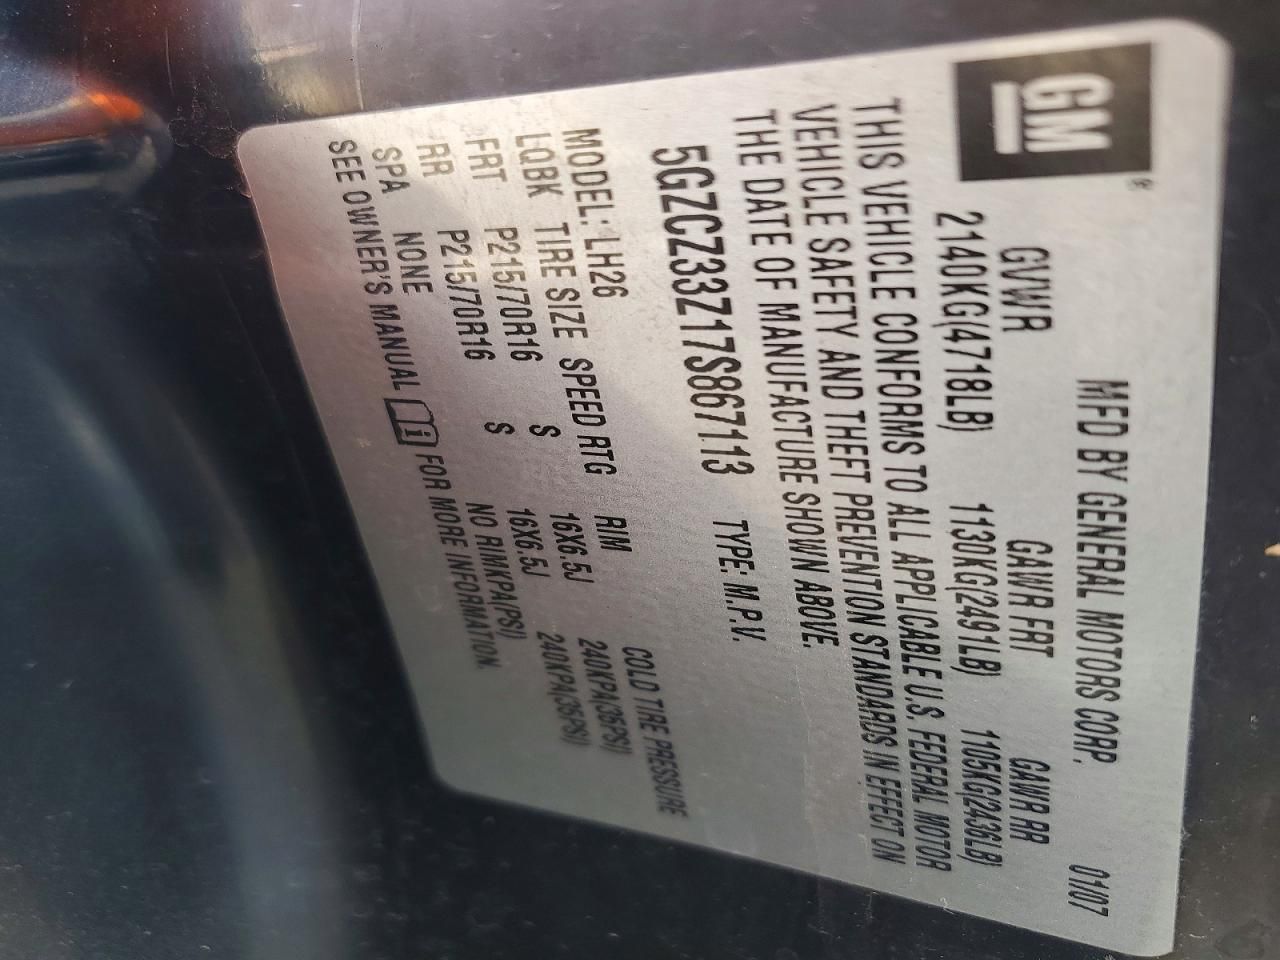 GM®
MFD BY GENERAL MOTORS CORP. 01/07
GVWR GAWR FRT GAWR RR
2140KG(4718LB) 1130KG(2491LB) 1105KG(2436LB)
THIS VEHICLE CONFORMS TO ALL APPLICABLE U.S. FEDERAL MOTOR
VEHICLE SAFETY AND THEFT PREVENTION STANDARDS IN EFFECT ON
THE DATE OF MANUFACTURE SHOWN ABOVE.
5GZCZ33Z17S867113 TYPE: M.P.V.
MODEL: LH26
LQBK TIRE SIZE SPEED RTG RIM COLD TIRE PRESSURE
FRT P215/70R16 S 16X6.5J 240KPA(35PSI)
RR P215/70R16 S 16X6.5J 240KPA(35PSI)
SPA NONE NO RIMKPA(PSI)
SEE OWNER'S MANUAL i FOR MORE INFORMATION.